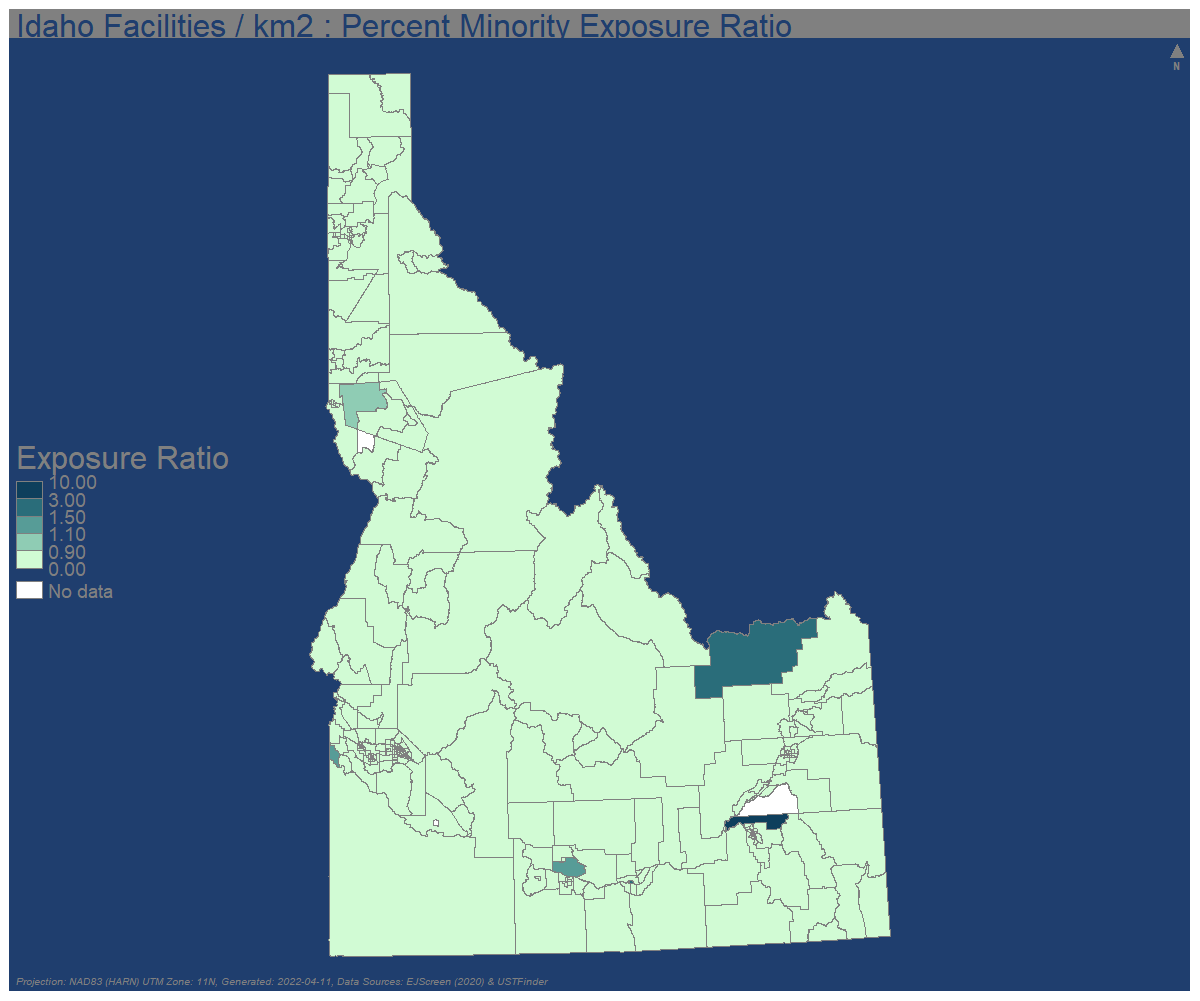 Idaho Facilities / km2 : Percent Minority Exposure Ratio
N
Exposure Ratio
10.00
3.00
1.50
1.10
0.90
0.00
No data
Projection: NAD83 (HARN) UTM Zone: 11N, Generated: 2022-04-11, Data Sources: EJScreen (2020) & USTFinder